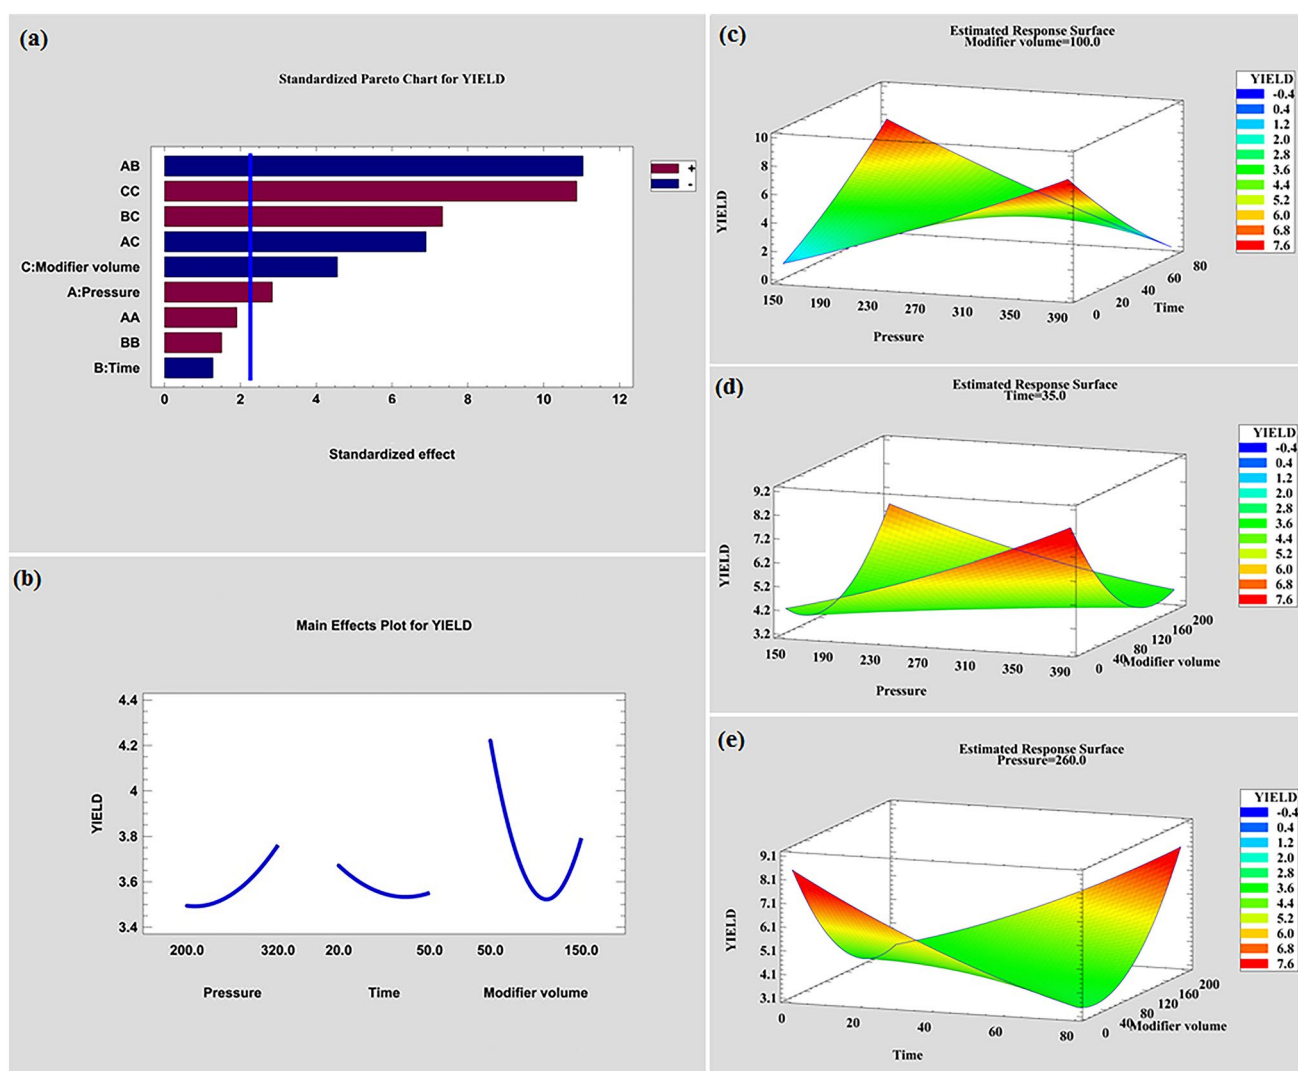 (a)
Standardized Pareto Chart for YIELD
AB
CC
BC
AC
C:Modifier volume
A:Pressure
AA
BB
B:Time
+
-
0 2 4 6 8 10 12
Standardized effect
(b)
Main Effects Plot for YIELD
YIELD
4.4
4.2
4
3.8
3.6
3.4
200.0 320.0 20.0 50.0 50.0 150.0
Pressure Time Modifier volume
(c)
Estimated Response Surface
Modifier volume=100.0
YIELD
10
8
6
4
2
0
150 190 230 270 310 350 390
Pressure
0 20 40 60 80
Time
YIELD
-0.4
0.4
1.2
2.0
2.8
3.6
4.4
5.2
6.0
6.8
7.6
(d)
Estimated Response Surface
Time=35.0
YIELD
9.2
8.2
7.2
6.2
5.2
4.2
3.2
150 190 230 270 310 350 390
Pressure
0 40 80 120 160 200
Modifier volume
YIELD
-0.4
0.4
1.2
2.0
2.8
3.6
4.4
5.2
6.0
6.8
7.6
(e)
Estimated Response Surface
Pressure=260.0
YIELD
9.1
8.1
7.1
6.1
5.1
4.1
3.1
0 20 40 60 80
Time
0 40 80 120 160 200
Modifier volume
YIELD
-0.4
0.4
1.2
2.0
2.8
3.6
4.4
5.2
6.0
6.8
7.6